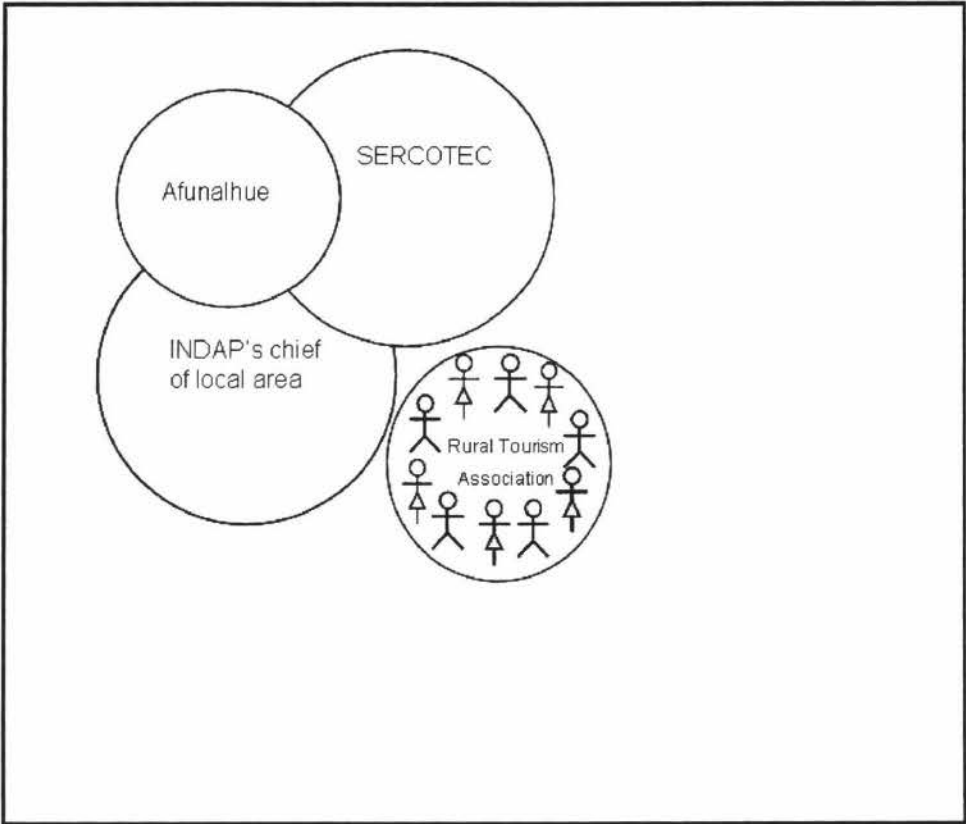 SERCOTEC
Afunalhue
INDAP's chief
of local area
Rural Tourism
Association